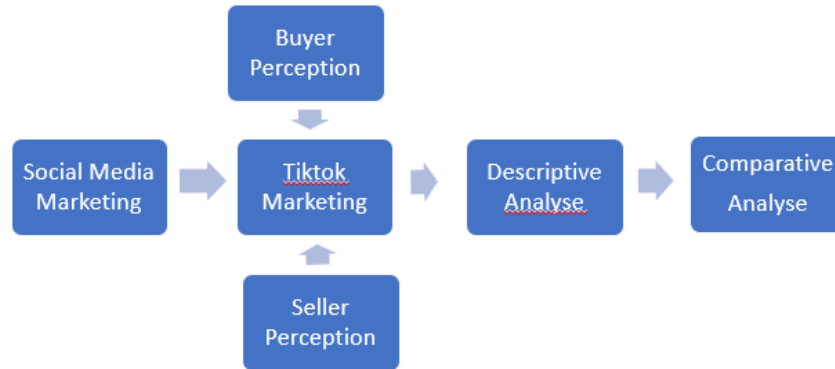 Buyer
Perception
Social Media
Marketing
Tiktok
Marketing
Descriptive
Analyse
Comparative
Analyse
Seller
Perception